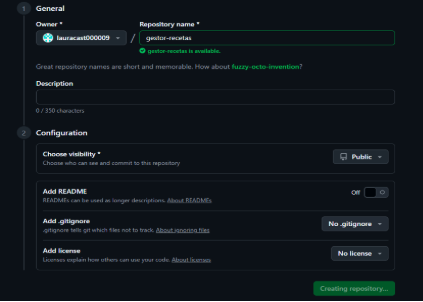 1 General
Owner * Repository name *
lauracast000009 / gestor-recetas
gestor-recetas is available.
Great repository names are short and memorable. How about fuzzy-octo-invention?
Description
0 / 350 characters
2 Configuration
Choose visibility * Public
Choose who can see and commit to this repository
Add README Off
READMEs can be used as longer descriptions. About READMEs
Add .gitignore No .gitignore
.gitignore tells git which files not to track. About ignoring files
Add license No license
Licenses explain how others can use your code. About licenses
Creating repository...